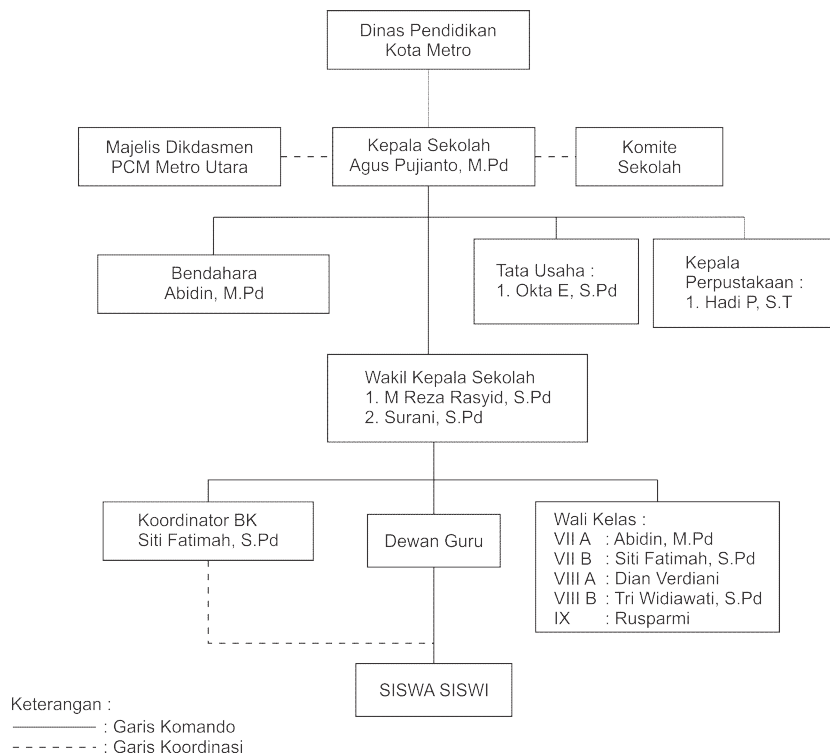 Dinas Pendidikan
Kota Metro
Majelis Dikdasmen
PCM Metro Utara
Kepala Sekolah
Agus Pujianto, M.Pd
Komite
Sekolah
Bendahara
Abidin, M.Pd
Tata Usaha :
1. Okta E, S.Pd
Kepala
Perpustakaan :
1. Hadi P, S.T
Wakil Kepala Sekolah
1. M Reza Rasyid, S.Pd
2. Surani, S.Pd
Koordinator BK
Siti Fatimah, S.Pd
Dewan Guru
Wali Kelas :
VII A : Abidin, M.Pd
VII B : Siti Fatimah, S.Pd
VIII A : Dian Verdiani
VIII B : Tri Widiawati, S.Pd
IX : Rusparmi
SISWA SISWI
Keterangan :
: Garis Komando
: Garis Koordinasi